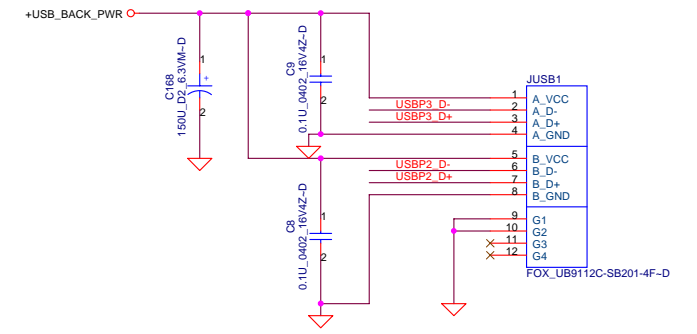 +USB_BACK_PWR
C168
150U_D2_6.3VM~D
1
+
2
C9
0.1U_0402_16V4Z~D
1
2
JUSB1
USBP3_D-
USBP3_D+
1 A_VCC
2 A_D-
3 A_D+
4 A_GND
USBP2_D-
USBP2_D+
5 B_VCC
6 B_D-
7 B_D+
8 B_GND
C8
0.1U_0402_16V4Z~D
1
2
9 G1
10 G2
11 G3
12 G4
FOX_UB9112C-SB201-4F~D